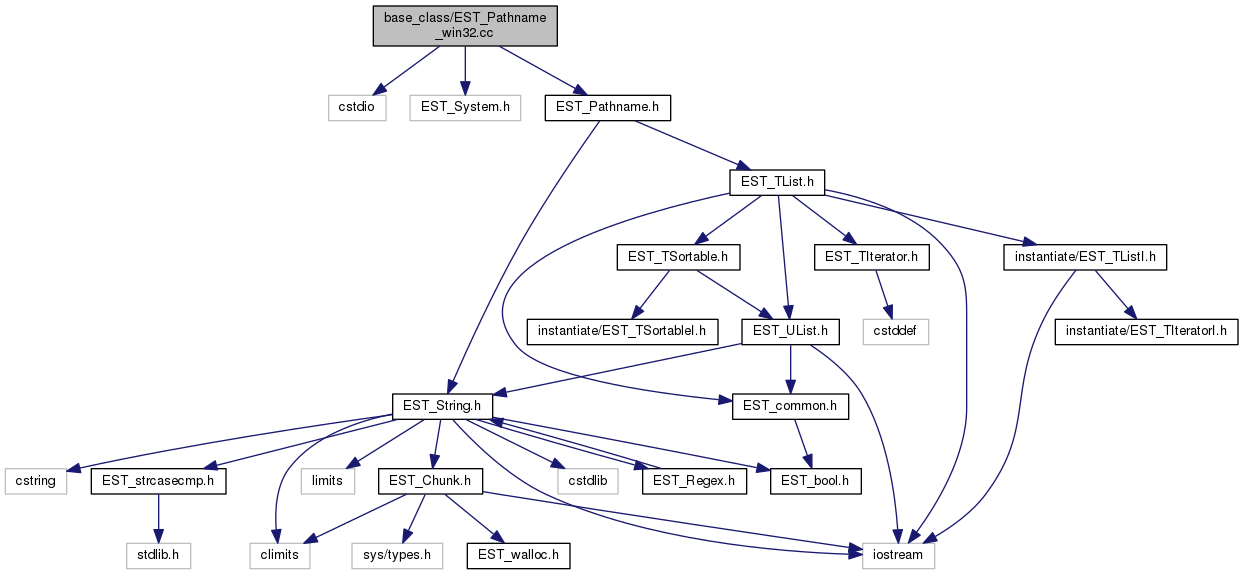 base_class/EST_Pathname
_win32.cc
cstdio
EST_System.h
EST_Pathname.h
EST_TList.h
EST_TSortable.h
EST_TIterator.h
instantiate/EST_TListI.h
instantiate/EST_TSortableI.h
EST_UList.h
cstddef
instantiate/EST_TIteratorI.h
EST_String.h
EST_common.h
cstring
EST_strcasecmp.h
limits
EST_Chunk.h
cstdlib
EST_Regex.h
EST_bool.h
stdlib.h
climits
sys/types.h
EST_walloc.h
iostream